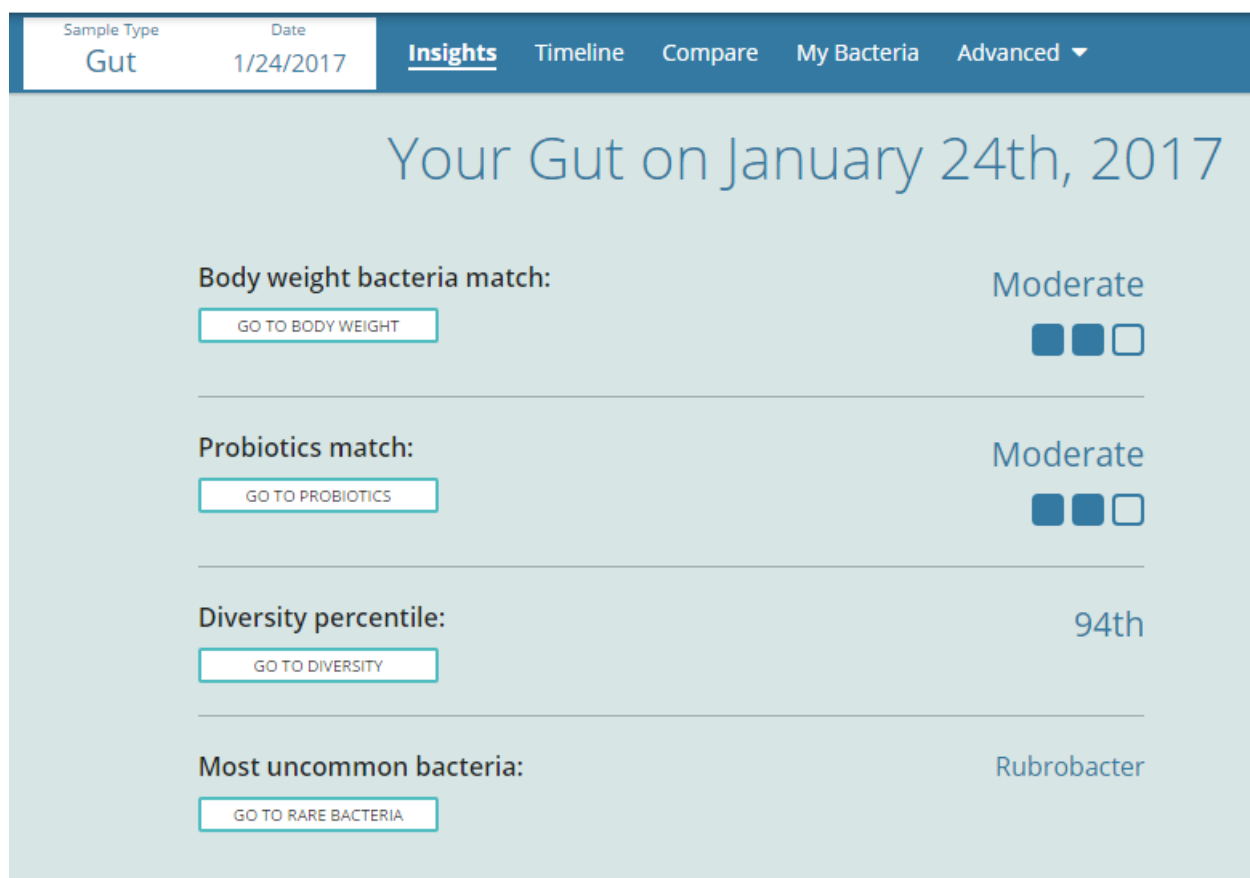 Sample Type Date
Gut 1/24/2017 Insights Timeline Compare My Bacteria Advanced
Your Gut on January 24th, 2017
Body weight bacteria match: Moderate
GO TO BODY WEIGHT
Probiotics match: Moderate
GO TO PROBIOTICS
Diversity percentile: 94th
GO TO DIVERSITY
Most uncommon bacteria: Rubrobacter
GO TO RARE BACTERIA